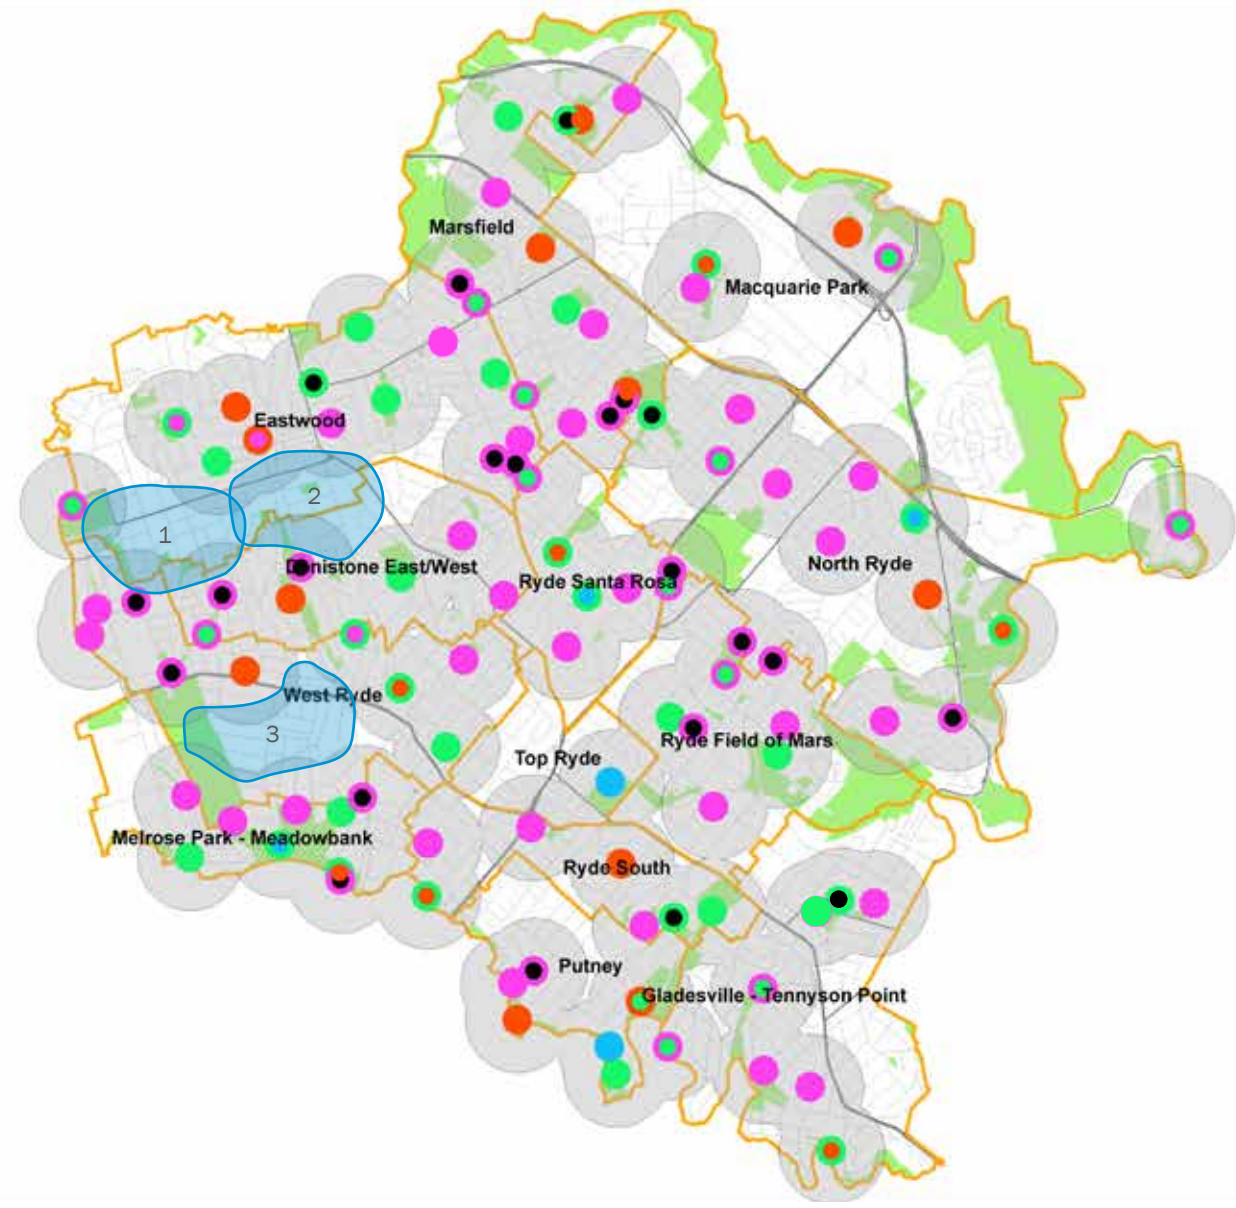 Marsfield
Macquarie Park
Eastwood
2
1
Denistone East/West
North Ryde
Ryde Santa Rosa
West Ryde
3
Ryde Field of Mars
Top Ryde
Melrose Park - Meadowbank
Ryde South
Putney
Gladesville - Tennyson Point